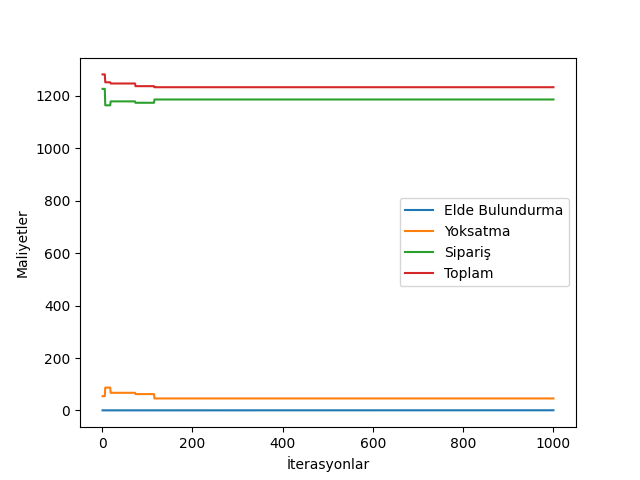 1200
1000
800
600
400
200
0
Maliyetler
Elde Bulundurma
Yoksatma
Sipariş
Toplam
0 200 400 600 800 1000
İterasyonlar